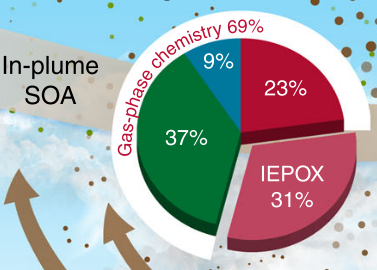 Gas-phase chemistry 69%
In-plume
SOA
9%
23%
37%
IEPOX
31%